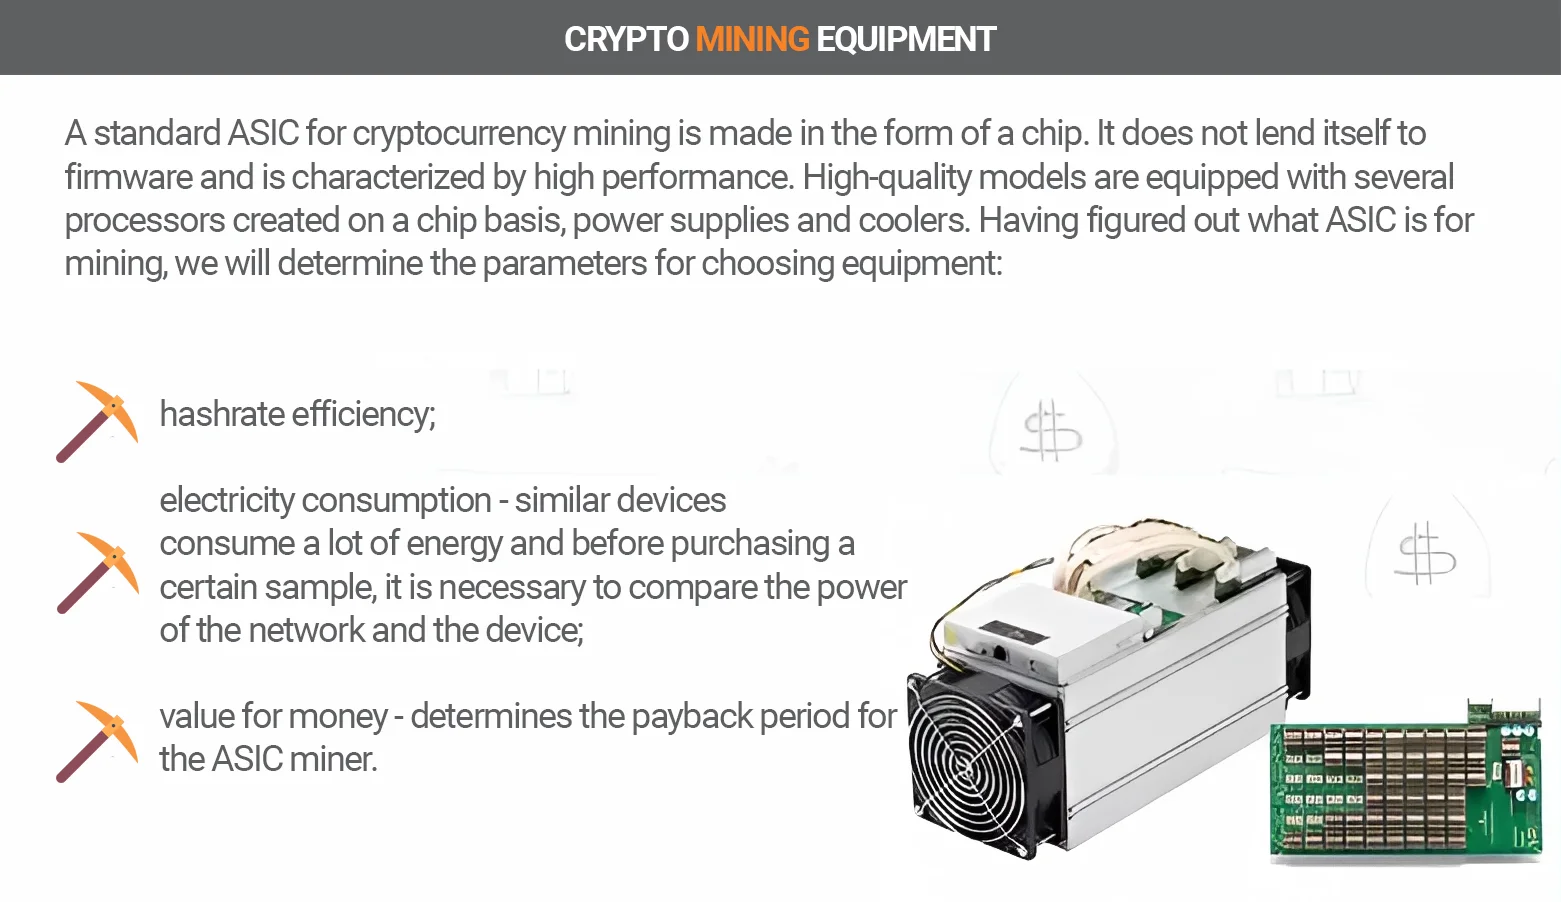 CRYPTO MINING EQUIPMENT
A standard ASIC for cryptocurrency mining is made in the form of a chip. It does not lend itself to
firmware and is characterized by high performance. High-quality models are equipped with several
processors created on a chip basis, power supplies and coolers. Having figured out what ASIC is for
mining, we will determine the parameters for choosing equipment:
hashrate efficiency;
electricity consumption - similar devices
consume a lot of energy and before purchasing a
certain sample, it is necessary to compare the power
of the network and the device;
value for money - determines the payback period for
the ASIC miner.
$
$